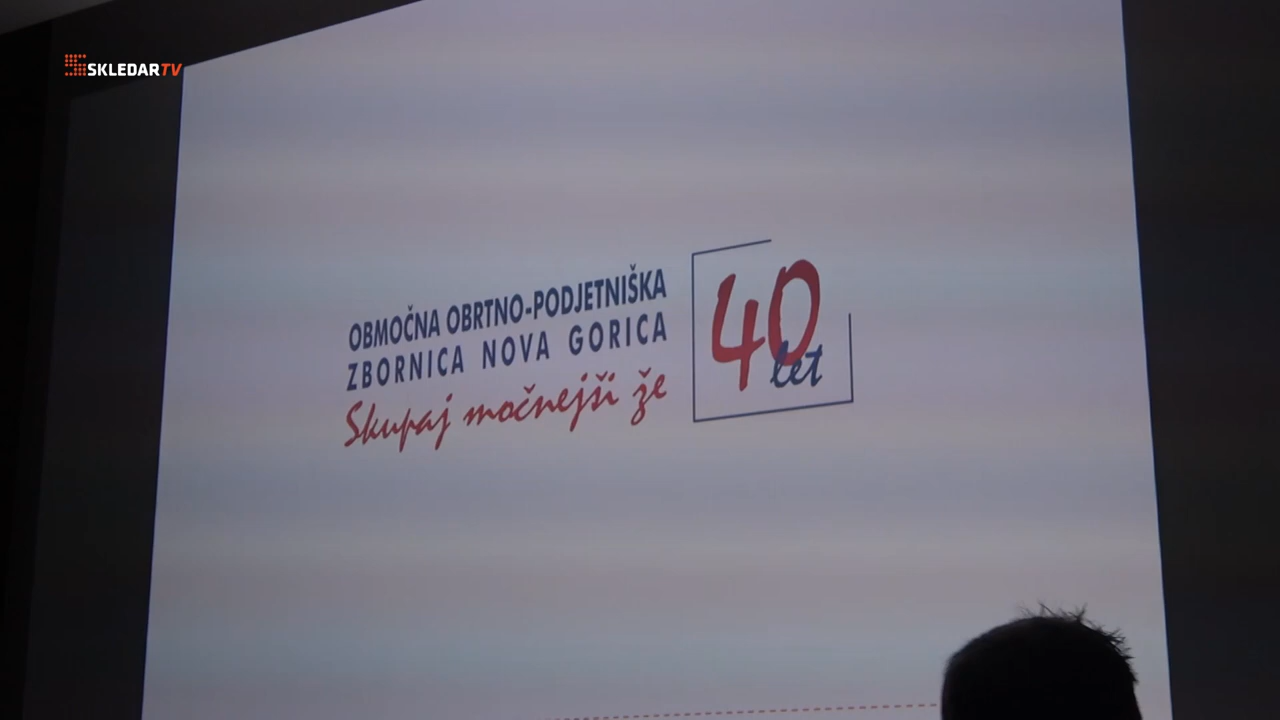 SKLEDARTV
OBMOČNA OBRTNO-PODJETNIŠKA
ZBORNICA NOVA GORICA
Skupaj močnejši že
40
let